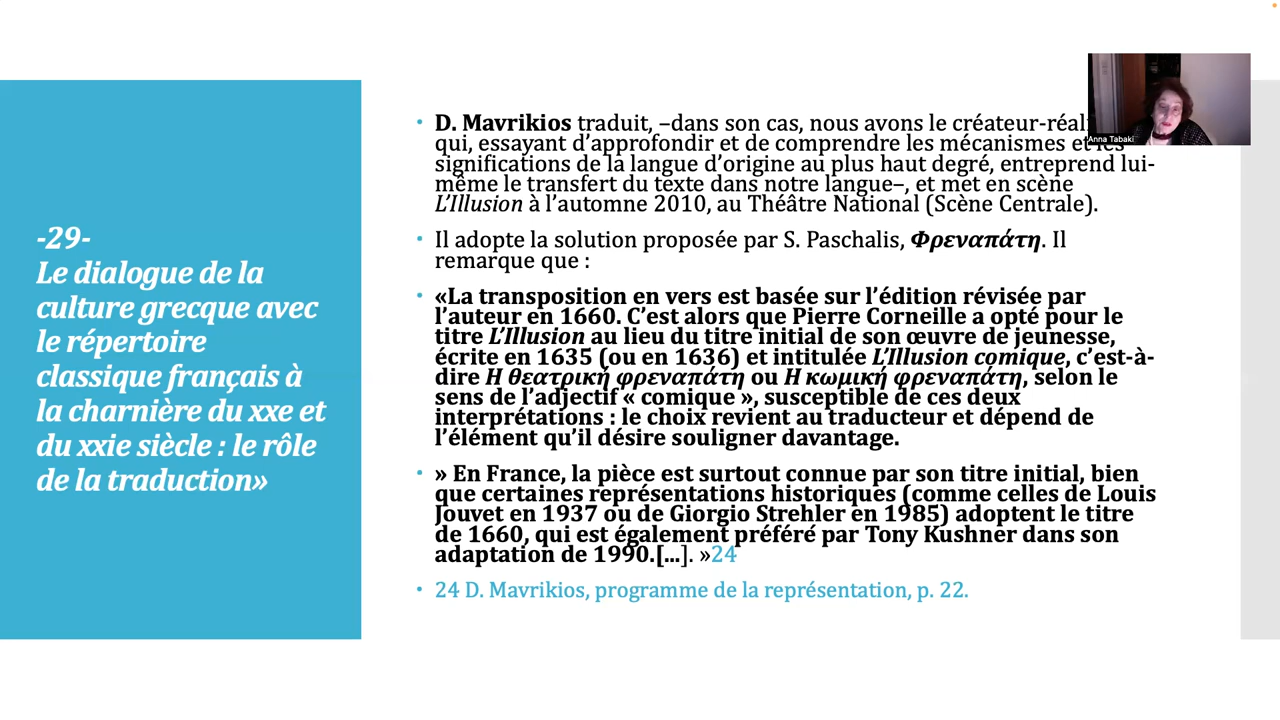 -29-
Le dialogue de la
culture grecque avec
le répertoire
classique français à
la charnière du xxe et
du xxie siècle : le rôle
de la traduction»
• D. Mavrikios traduit, –dans son cas, nous avons le
qui, essayant d’approfondir et de comprendre les mécanismes et les
significations de la langue d’origine au plus haut degré, entreprend lui-
même le transfert du texte dans notre langue–, et met en scène
L’Illusion à l’automne 2010, au Théâtre National (Scène Centrale).
• Il adopte la solution proposée par S. Paschalis, Φρεναπάτη. Il
remarque que :
• «La transposition en vers est basée sur l’édition révisée par
l’auteur en 1660. C’est alors que Pierre Corneille a opté pour le
titre L’Illusion au lieu du titre initial de son œuvre de jeunesse,
écrite en 1635 (ou en 1636) et intitulée L’Illusion comique, c’est-à-
dire Η θεατρική φρεναπάτη ou Η κωμική φρεναπάτη, selon le
sens de l’adjectif « comique », susceptible de ces deux
interprétations : le choix revient au traducteur et dépend de
l’élément qu’il désire souligner davantage.
• » En France, la pièce est surtout connue par son titre initial, bien
que certaines représentations historiques (comme celles de Louis
Jouvet en 1937 ou de Giorgio Strehler en 1985) adoptent le titre
de 1660, qui est également préféré par Tony Kushner dans son
adaptation de 1990.[...]. »24
• 24 D. Mavrikios, programme de la représentation, p. 22.
Anna Tabaki